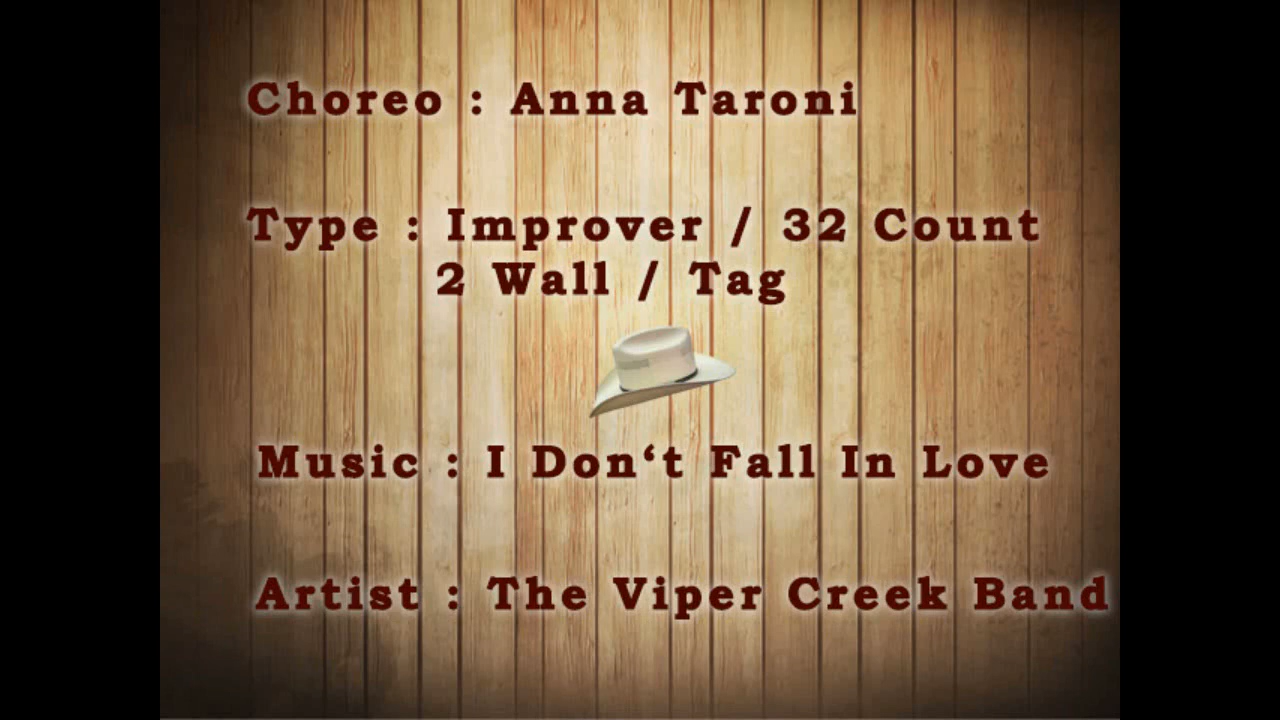 Choreo : Anna Taroni
Type : Improver / 32 Count
2 Wall / Tag
Music : I Don‘t Fall In Love
Artist : The Viper Creek Band